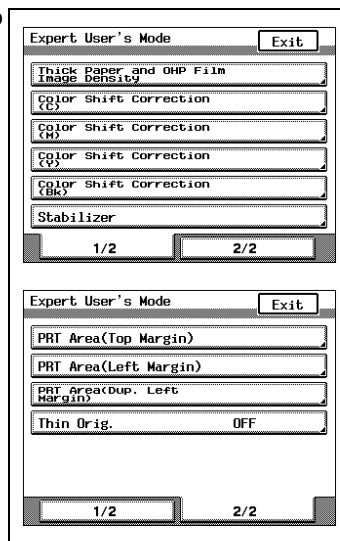 Expert User's Mode
Exit
Thick Paper and OHP Film
Image Density
Color Shift Correction
(C)
Color Shift Correction
(M)
Color Shift Correction
(Y)
Color Shift Correction
(Bk)
Stabilizer
1/2 2/2
Expert User's Mode
Exit
PRT Area(Top Margin)
PRT Area(Left Margin)
PRT Area(Dup. Left
Margin)
Thin Orig. OFF
1/2 2/2